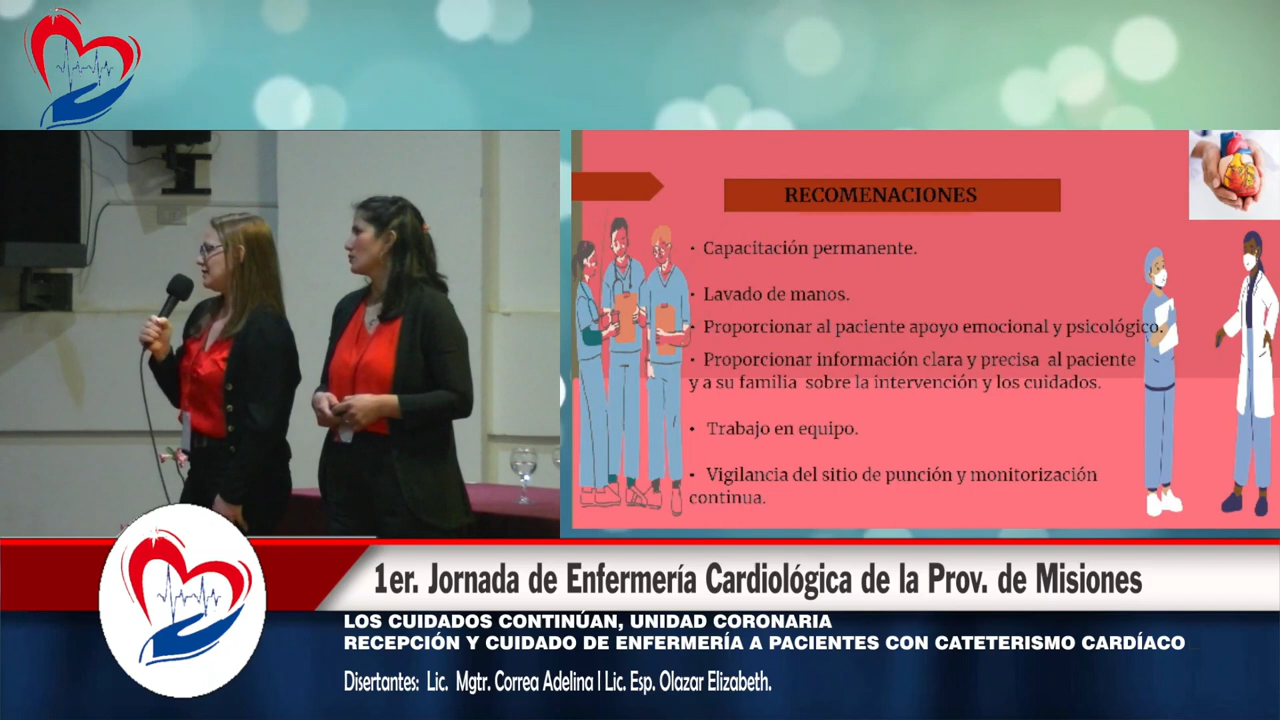 RECOMENACIONES
• Capacitación permanente.
• Lavado de manos.
• Proporcionar al paciente apoyo emocional y psicológico.
• Proporcionar información clara y precisa al paciente
y a su familia sobre la intervención y los cuidados.
• Trabajo en equipo.
• Vigilancia del sitio de punción y monitorización
continua.
1er. Jornada de Enfermería Cardiológica de la Prov. de Misiones
LOS CUIDADOS CONTINÚAN, UNIDAD CORONARIA
RECEPCIÓN Y CUIDADO DE ENFERMERÍA A PACIENTES CON CATETERISMO CARDÍACO
Disertantes: Lic. Mgtr. Correa Adelina | Lic. Esp. Olazar Elizabeth.